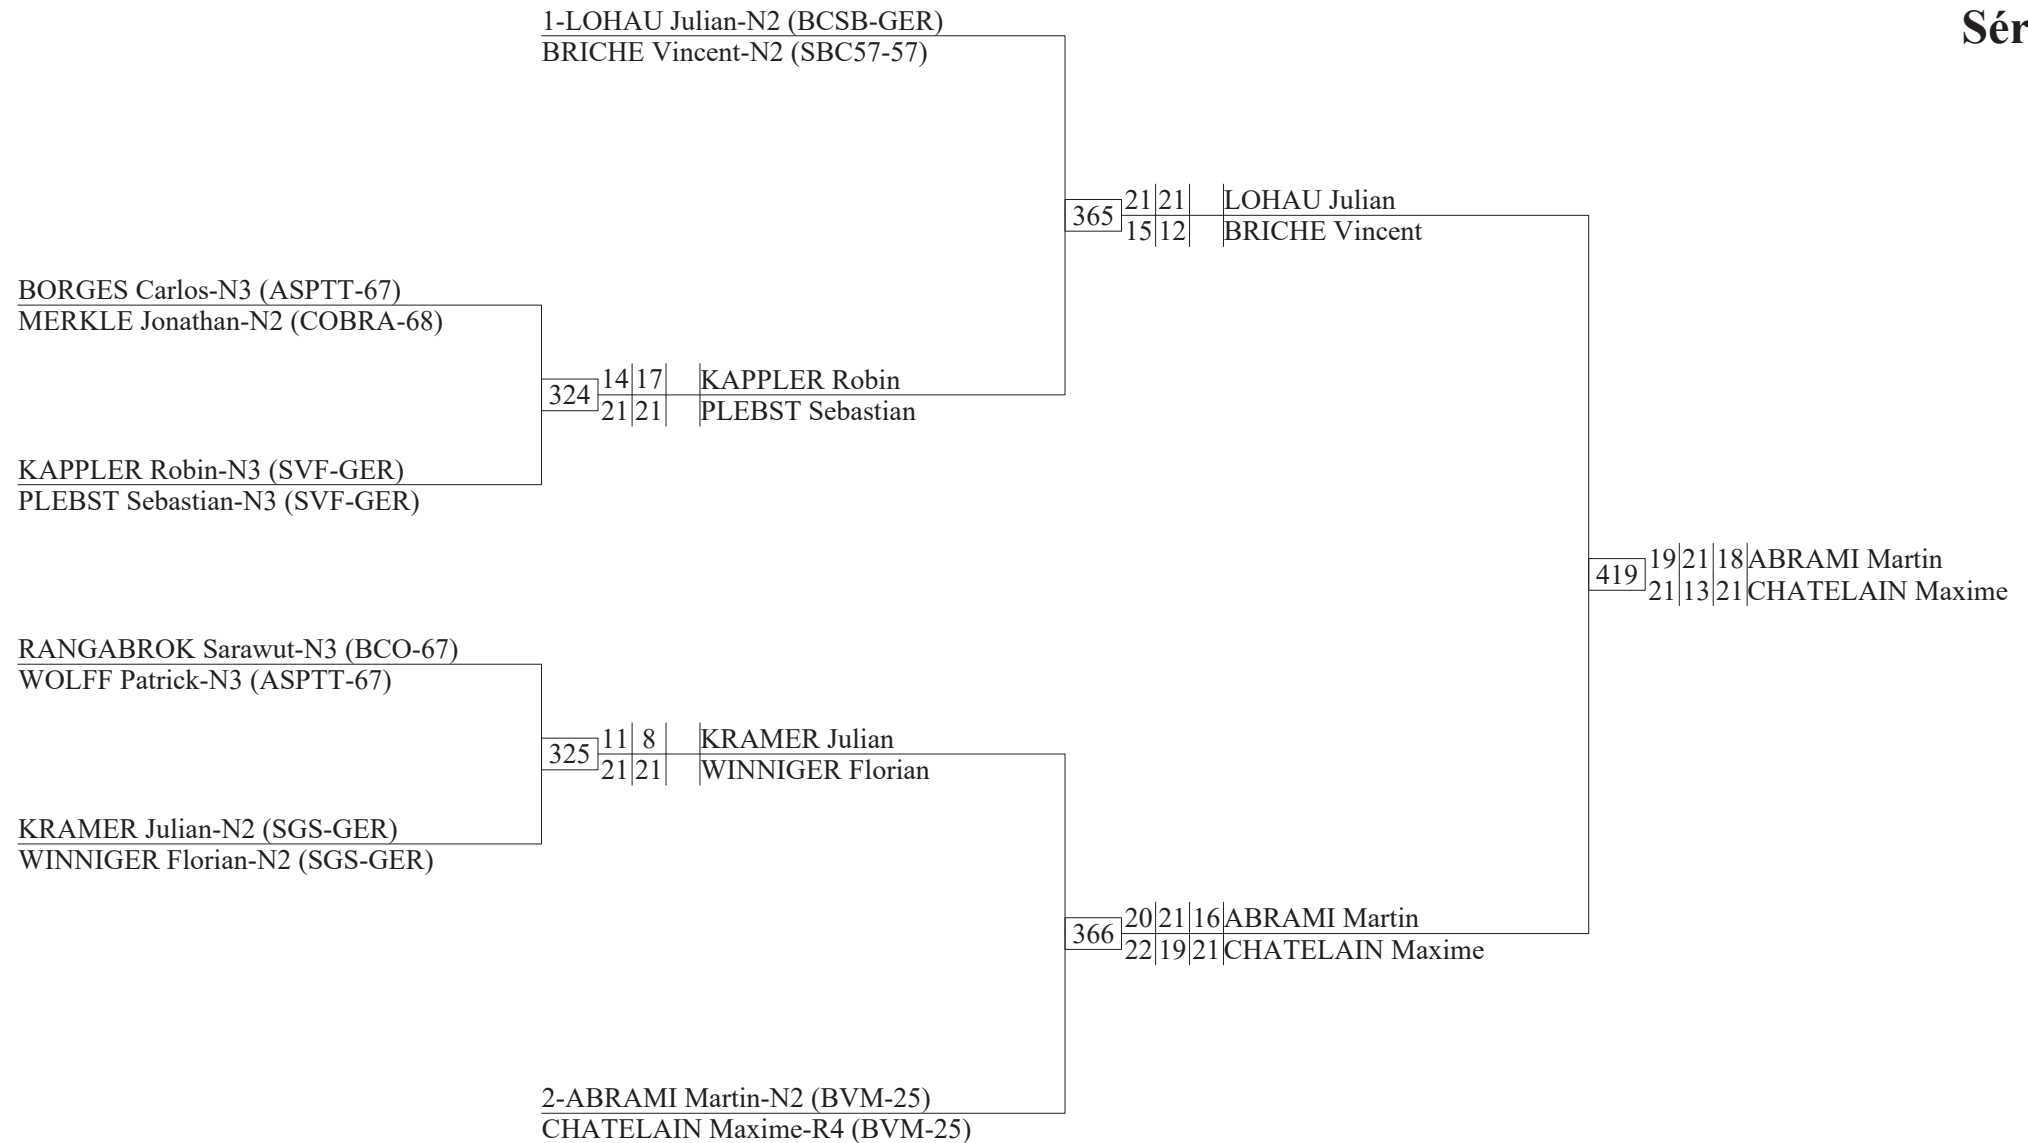 1-LOHAU Julian-N2 (BCSB-GER)
BRICHE Vincent-N2 (SBC57-57)
Sér
365
21 21 LOHAU Julian
15 12 BRICHE Vincent
BORGES Carlos-N3 (ASPTT-67)
MERKLE Jonathan-N2 (COBRA-68)
324
14 17 KAPPLER Robin
21 21 PLEBST Sebastian
KAPPLER Robin-N3 (SVF-GER)
PLEBST Sebastian-N3 (SVF-GER)
419
19 21 18 ABRAMI Martin
21 13 21 CHATELAIN Maxime
RANGABROK Sarawut-N3 (BCO-67)
WOLFF Patrick-N3 (ASPTT-67)
325
11 8 KRAMER Julian
21 21 WINNIGER Florian
KRAMER Julian-N2 (SGS-GER)
WINNIGER Florian-N2 (SGS-GER)
366
20 21 16 ABRAMI Martin
22 19 21 CHATELAIN Maxime
2-ABRAMI Martin-N2 (BVM-25)
CHATELAIN Maxime-R4 (BVM-25)